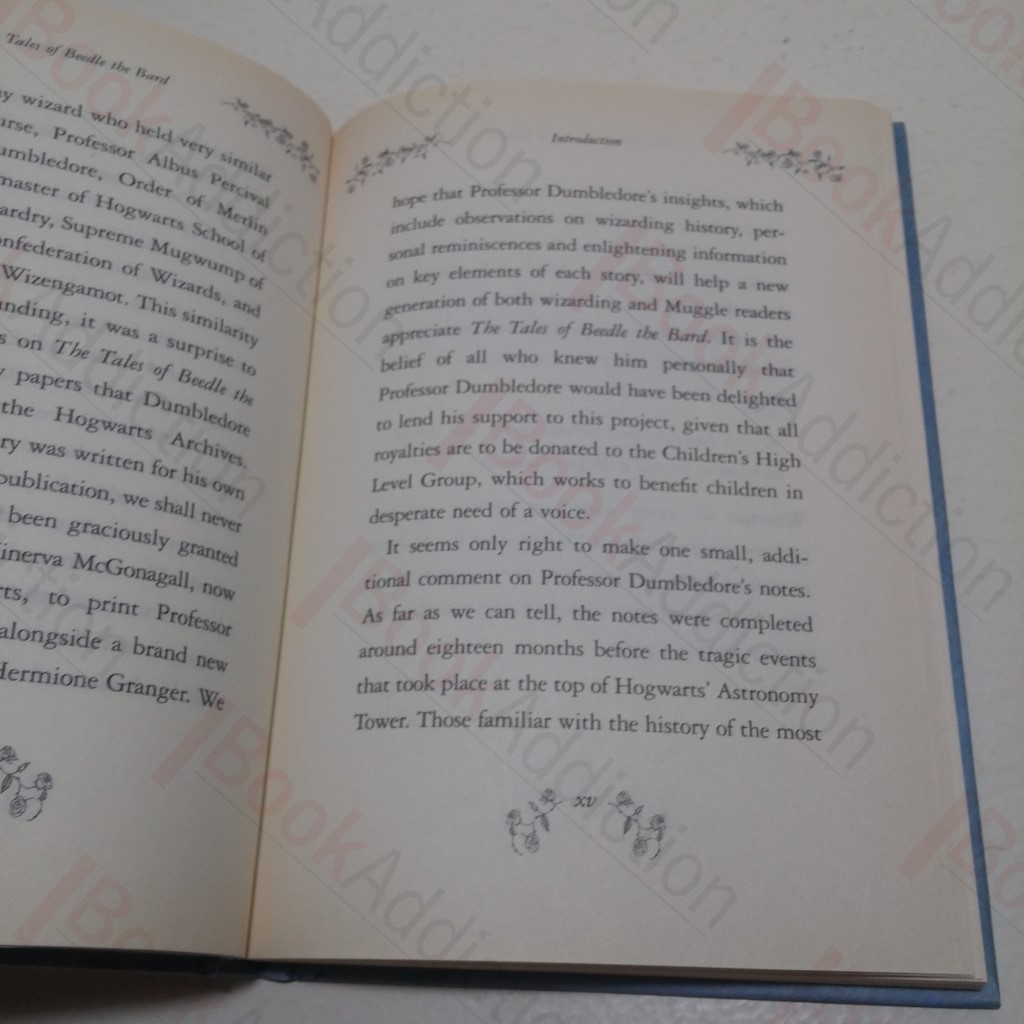 Tales of Beedle the Bard
wizard who held very similar
Professor Albus Percival
Order of Merlin
of Hogwarts School of
Supreme Mugwump of
of Wizards, and
Wizengamot. This similarity
it was a surprise to
on The Tales of Beedle the
papers that Dumbledore
the Hogwarts Archives.
was written for his own
publication, we shall never
been graciously granted
McGonagall, now
to print Professor
alongside a brand new
Hermione Granger. We
Introduction
hope that Professor Dumbledore's insights, which
include observations on wizarding history, per-
sonal reminiscences and enlightening information
on key elements of each story, will help a new
generation of both wizarding and Muggle readers
appreciate The Tales of Beedle the Bard. It is the
belief of all who knew him personally that
Professor Dumbledore would have been delighted
to lend his support to this project, given that all
royalties are to be donated to the Children's High
Level Group, which works to benefit children in
desperate need of a voice.
It seems only right to make one small, addi-
tional comment on Professor Dumbledore's notes.
As far as we can tell, the notes were completed
around eighteen months before the tragic events
that took place at the top of Hogwarts' Astronomy
Tower. Those familiar with the history of the most
xv
BookAddiction